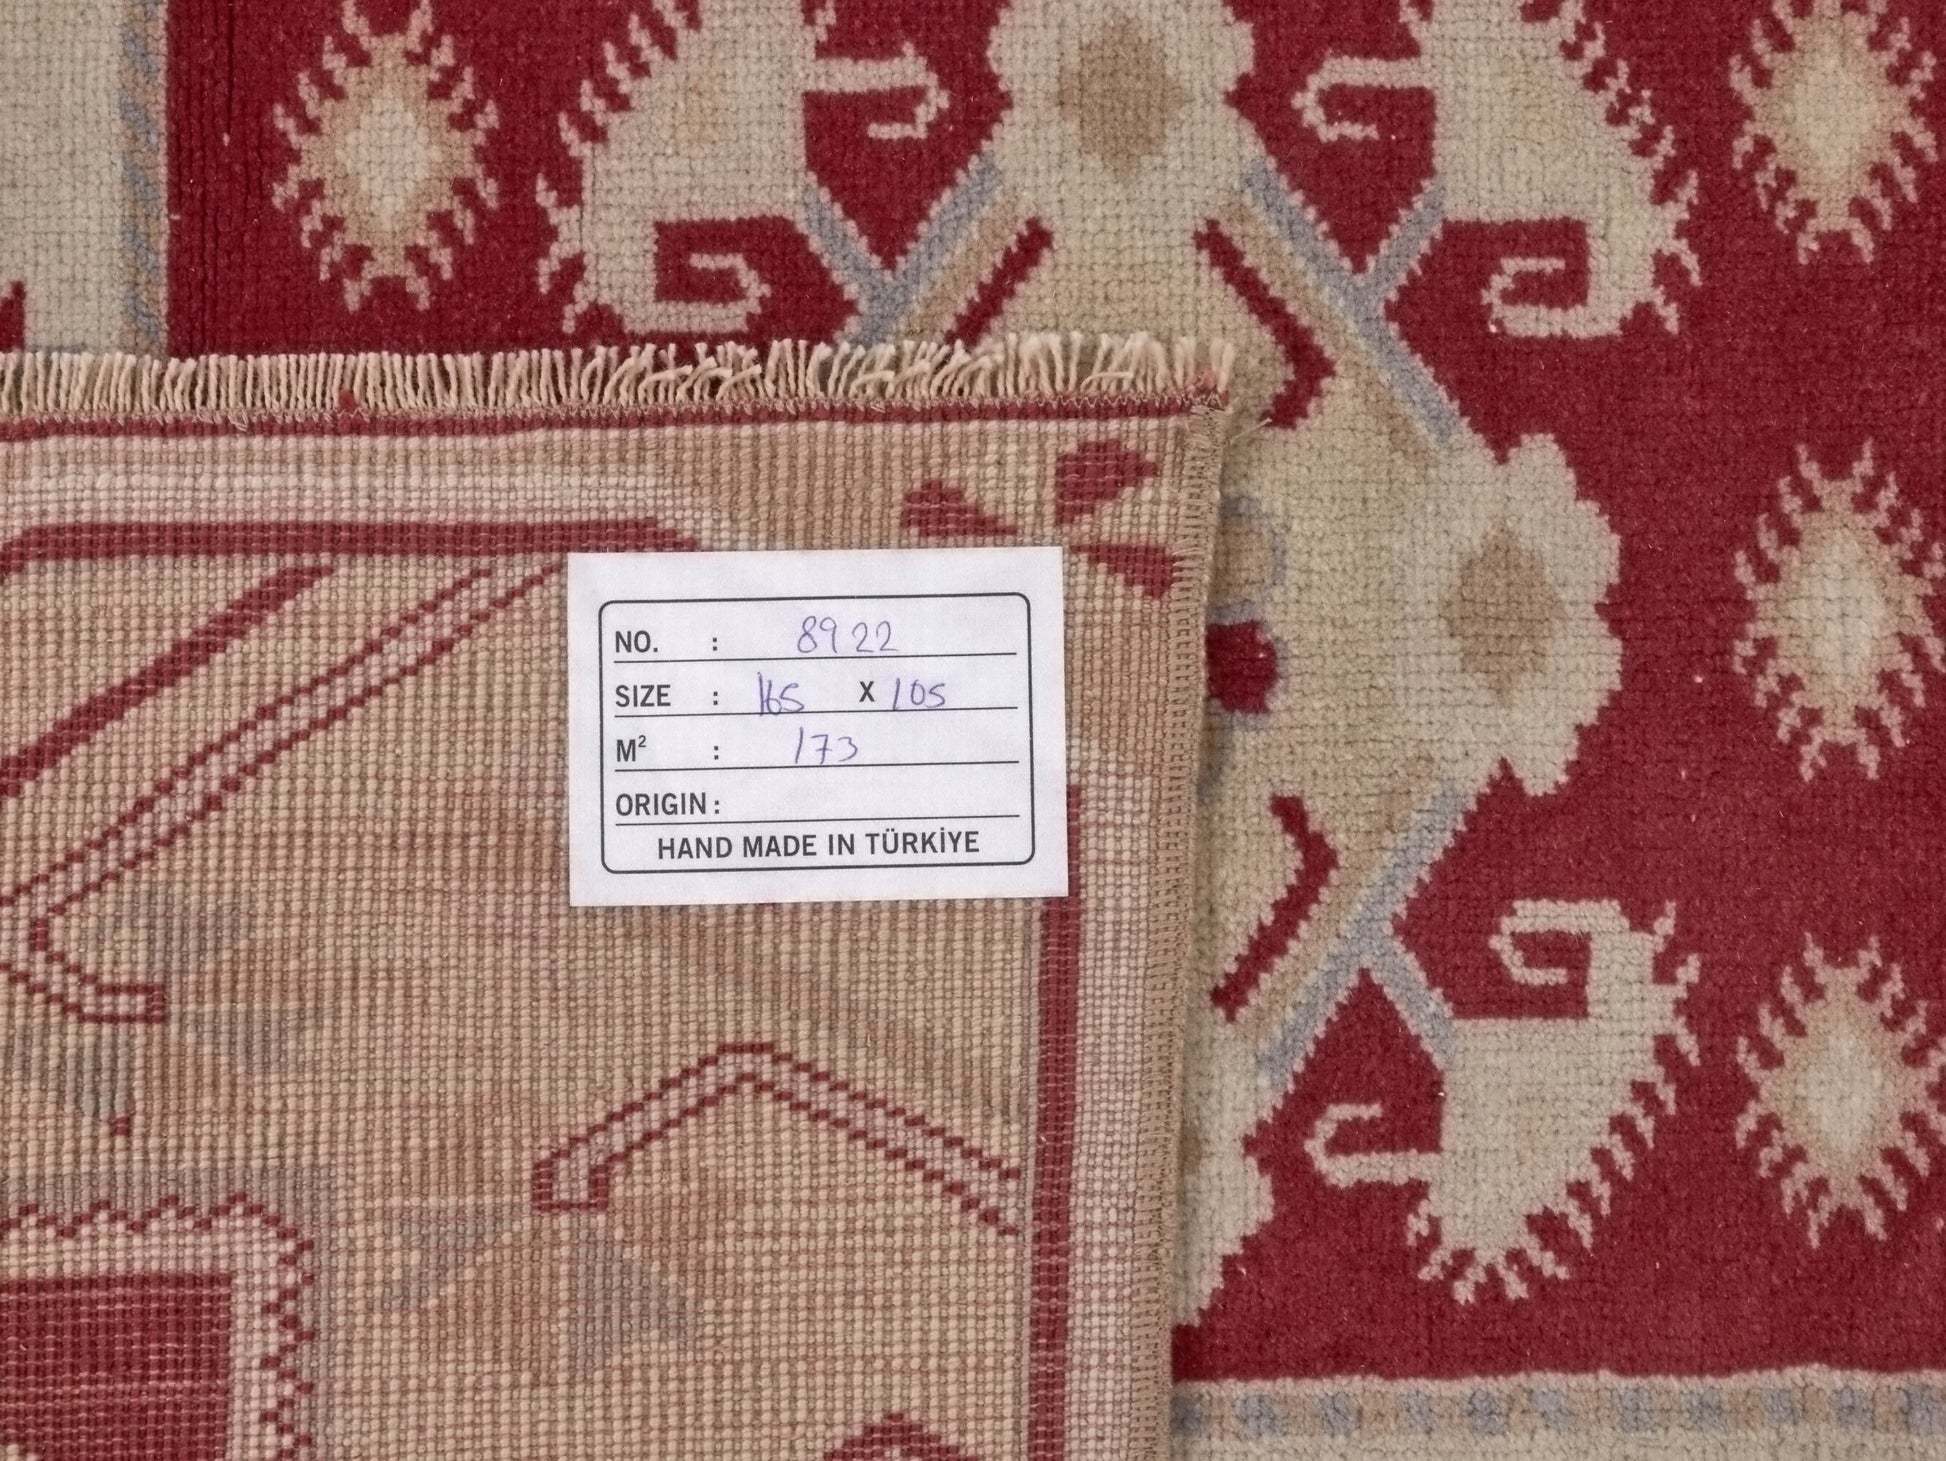 NO. : 8922
SIZE : 165 X 105
M² : 173
ORIGIN :
HAND MADE IN TÜRKİYE